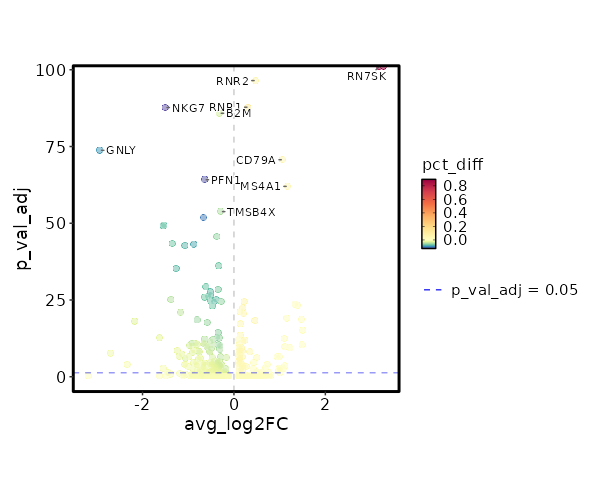 100
75
50
25
0
p_val_adj
-2
0
2
avg_log2FC
RNR2
RN7SK
NKG7
RNR1
B2M
GNLY
CD79A
PFN1
MS4A1
TMSB4X
pct_diff
0.8
0.6
0.4
0.2
0.0
p_val_adj = 0.05